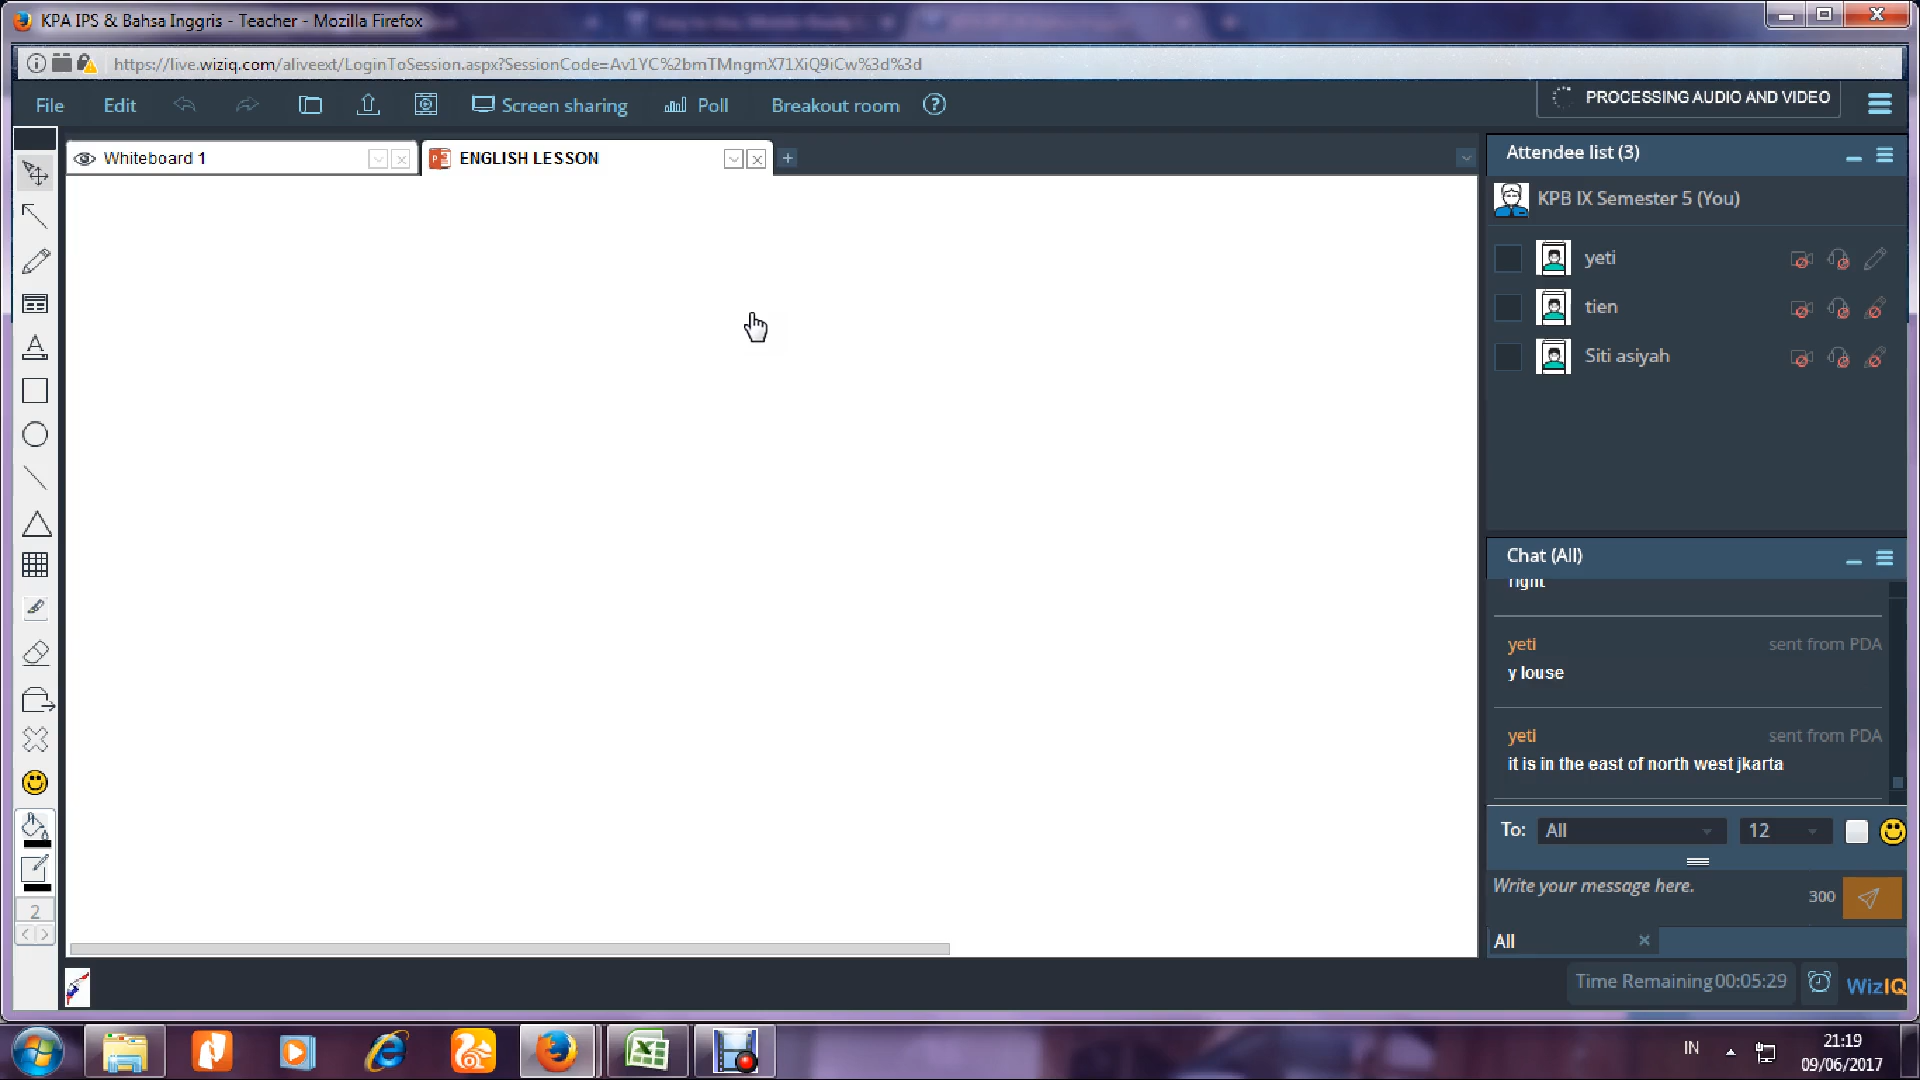 KPA IPS & Bahsa Inggris - Teacher - Mozilla Firefox
https://live.wiziq.com/aliveext/LoginToSession.aspx?SessionCode=Av1YC%2bmTMngmX71XiQ9iCw%3d%3d
File Edit Screen sharing Poll Breakout room ? PROCESSING AUDIO AND VIDEO
Whiteboard 1 ENGLISH LESSON
Attendee list (3)
KPB IX Semester 5 (You)
yeti
tien
Siti asiyah
Chat (All)
right
yeti sent from PDA
y louse
yeti sent from PDA
it is in the east of north west jkarta
To: All 12
Write your message here. 300
2
All
Time Remaining 00:05:29 WizIQ
IN 21:19
09/06/2017